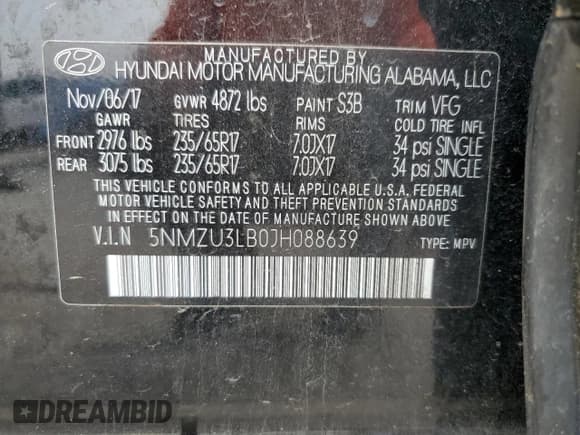 MANUFACTURED BY
HYUNDAI MOTOR MANUFACTURING ALABAMA, LLC
Nov/06/17 GVWR 4872 lbs PAINT S3B TRIM VFG
GAWR TIRES RIMS COLD TIRE INFL
FRONT 2976 lbs 235/65R17 7.0JX17 34 psi SINGLE
REAR 3075 lbs 235/65R17 7.0JX17 34 psi SINGLE
THIS VEHICLE CONFORMS TO ALL APPLICABLE U.S.A. FEDERAL
MOTOR VEHICLE SAFETY AND THEFT PREVENTION STANDARDS
IN EFFECT ON THE DATE OF MANUFACTURE SHOWN ABOVE.
V.I.N 5NMZU3LB0JH088639 TYPE: MPV
DREAMBID